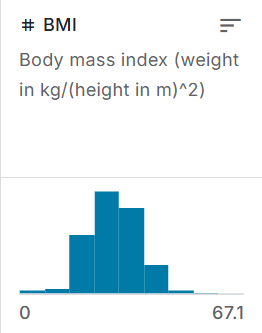 # BMI
Body mass index (weight
in kg/(height in m)^2)
0 67.1